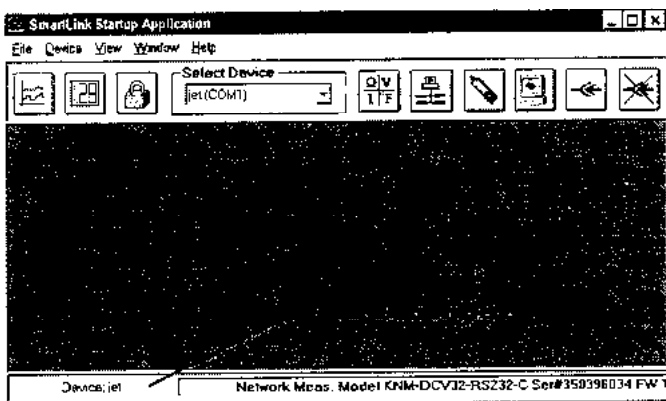 SmartLink Startup Application
File Device View Window Help
Select Device
jet (COM1)
Device: jet
Network Meas. Model KNM-DCV32-RS232-C Ser#350396034 FW 1